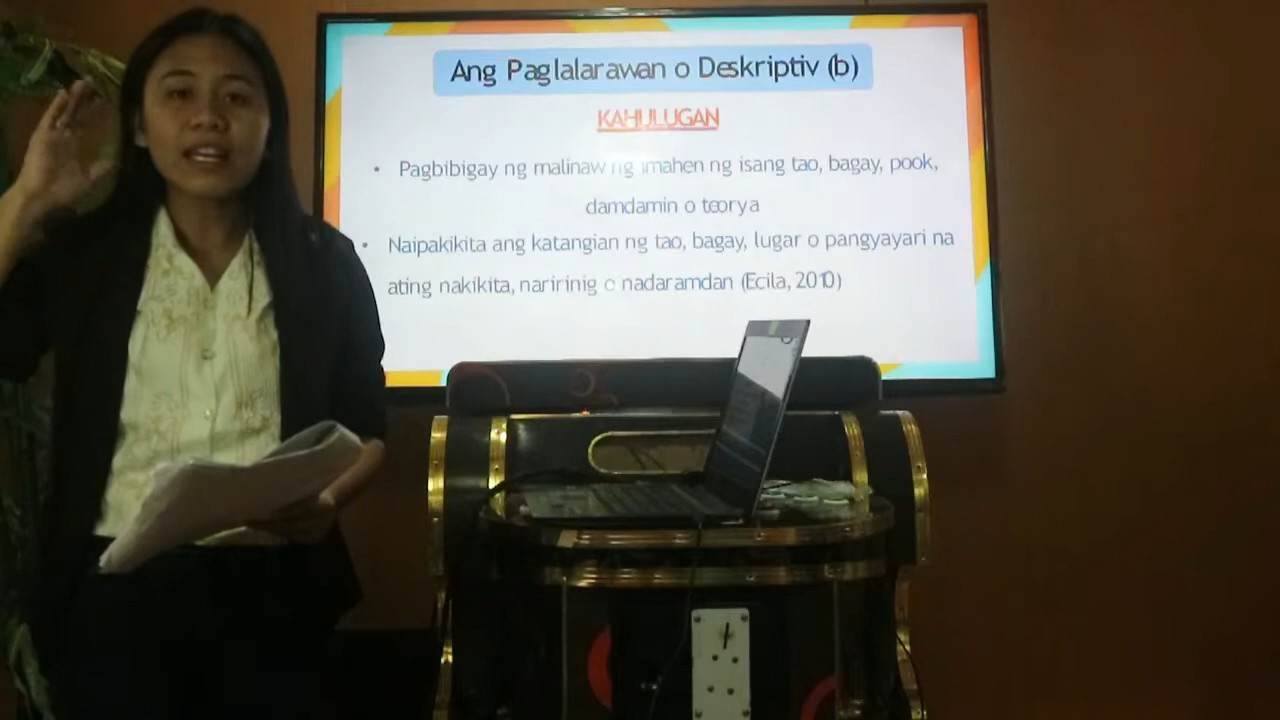 Ang Paglalarawan o Deskriptiv (b)
KAHULUGAN
• Pagbibigay ng malinaw ng imahen ng isang tao, bagay, pook,
damdamin o teorya
• Naipakikita ang katangian ng tao, bagay, lugar o pangyayari na
ating nakikita, naririnig o nadaramdan (Ecila, 2010)